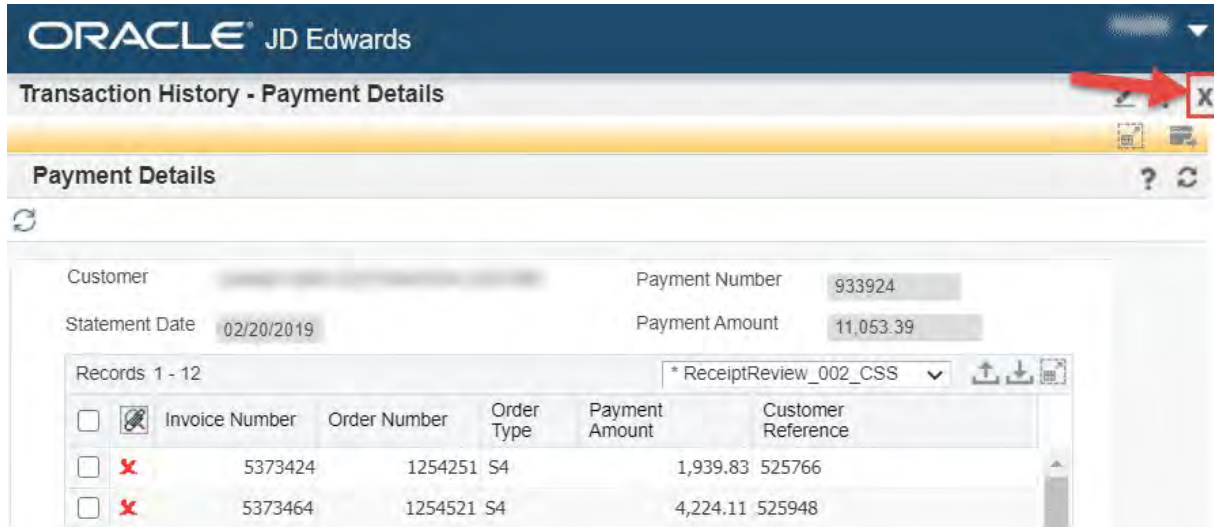 ORACLE® JD Edwards
Transaction History - Payment Details
X
Payment Details ?
Customer Payment Number 933924
Statement Date 02/20/2019 Payment Amount 11,053.39
Records 1 - 12 * ReceiptReview_002_CSS
Invoice Number Order Number Order Type Payment Amount Customer Reference
5373424 1254251 S4 1,939.83 525766
5373464 1254521 S4 4,224.11 525948